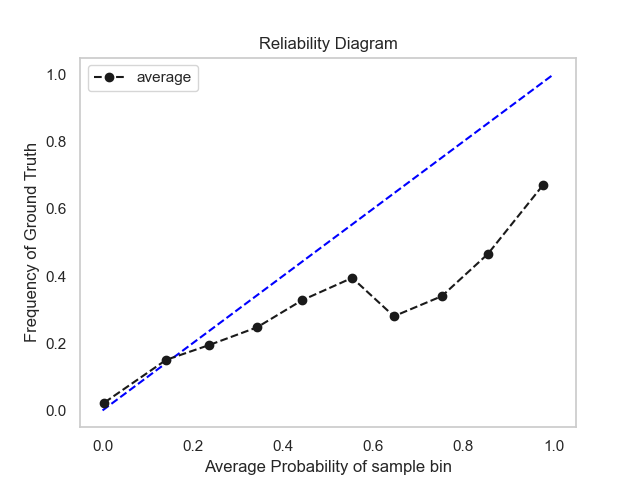 Reliability Diagram
average
1.0
0.8
0.6
0.4
0.2
0.0
Frequency of Ground Truth
0.0 0.2 0.4 0.6 0.8 1.0
Average Probability of sample bin